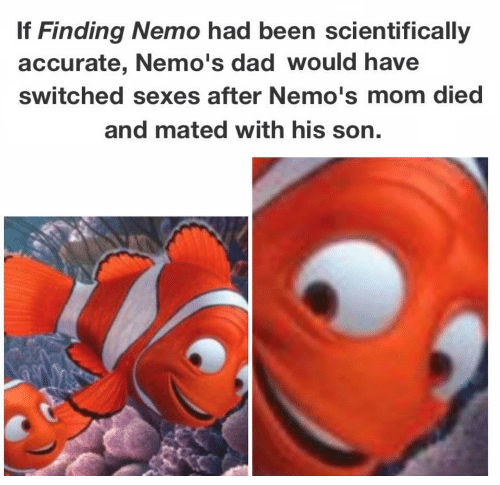 If Finding Nemo had been scientifically
accurate, Nemo's dad would have
switched sexes after Nemo's mom died
and mated with his son.